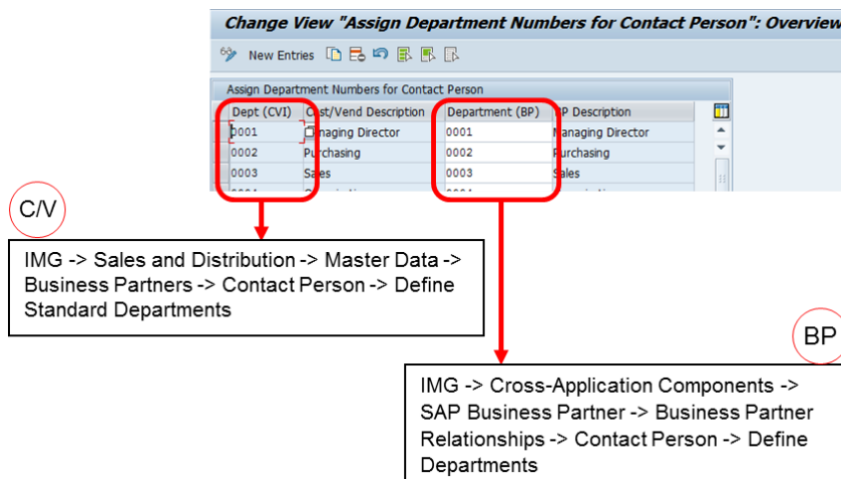 Change View "Assign Department Numbers for Contact Person": Overview
New Entries
Assign Department Numbers for Contact Person
Dept (CVI) Cust/Vend Description Department (BP) BP Description
0001 Managing Director 0001 Managing Director
0002 Purchasing 0002 Purchasing
0003 Sales 0003 Sales
C/V
IMG -> Sales and Distribution -> Master Data ->
Business Partners -> Contact Person -> Define
Standard Departments
BP
IMG -> Cross-Application Components ->
SAP Business Partner -> Business Partner
Relationships -> Contact Person -> Define
Departments